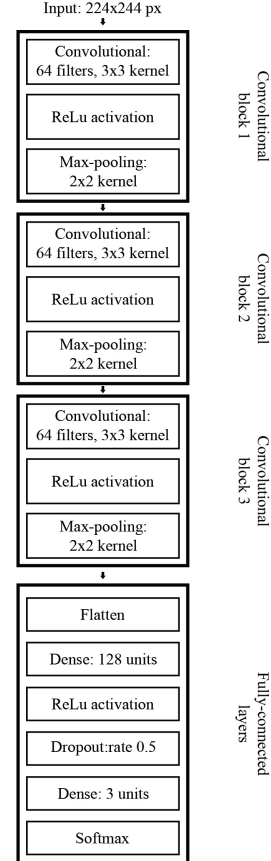 Input: 224x244 px
Convolutional:
64 filters, 3x3 kernel
ReLu activation
Max-pooling:
2x2 kernel
Convolutional
block 1
Convolutional:
64 filters, 3x3 kernel
ReLu activation
Max-pooling:
2x2 kernel
Convolutional
block 2
Convolutional:
64 filters, 3x3 kernel
ReLu activation
Max-pooling:
2x2 kernel
Convolutional
block 3
Flatten
Dense: 128 units
ReLu activation
Dropout:rate 0.5
Dense: 3 units
Softmax
Fully-connected
layers